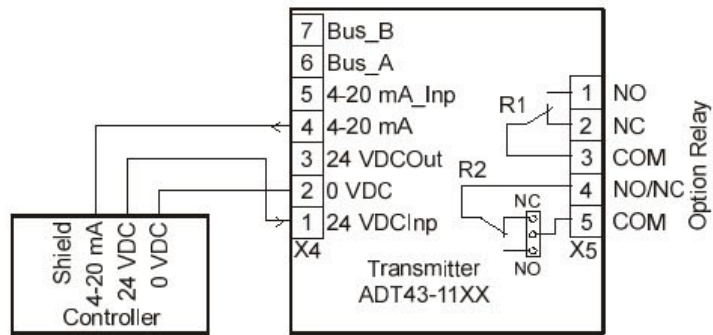 7 Bus_B
6 Bus_A
5 4-20 mA_Inp
4 4-20 mA
3 24 VDCOut
2 0 VDC
1 24 VDCInp
X4
R1
R2
NC
NO
1 NO
2 NC
3 COM
4 NO/NC
5 COM
X5
Option Relay
Transmitter
ADT43-11XX
Shield
4-20 mA
24 VDC
0 VDC
Controller